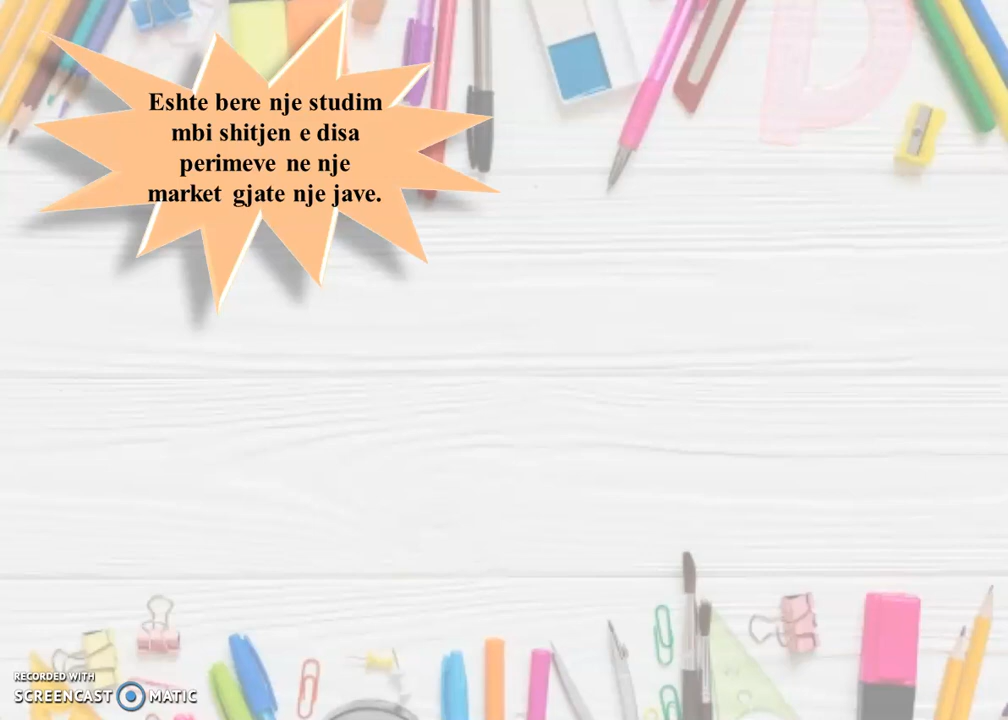 Eshte bere nje studim
mbi shitjen e disa
perimeve ne nje
market gjate nje jave.
RECORDED WITH
SCREENCAST MATIC